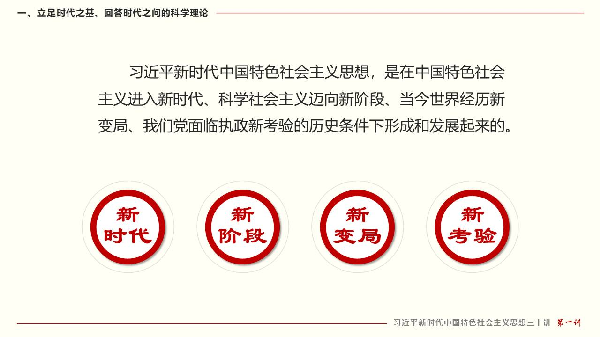 一、立足时代之基、回答时代之问的科学理论
习近平新时代中国特色社会主义思想，是在中国特色社会
主义进入新时代、科学社会主义迈向新阶段、当今世界经历新
变局、我们党面临执政新考验的历史条件下形成和发展起来的。
新
时代
新
阶段
新
变局
新
考验
习近平新时代中国特色社会主义思想三十讲 第一讲